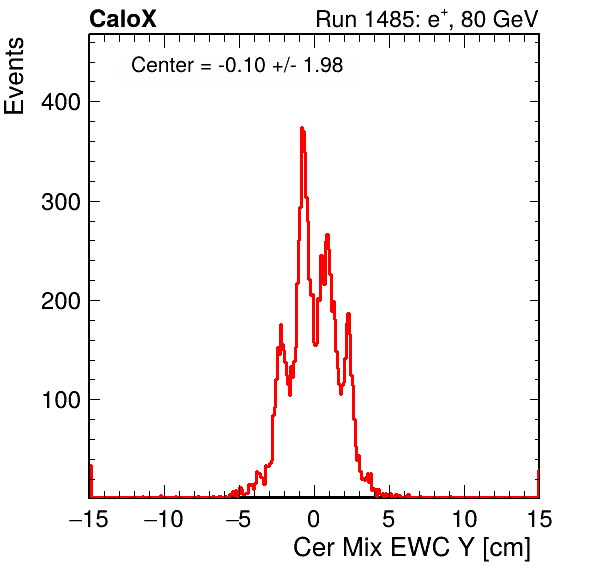 CaloX Run 1485: e⁺, 80 GeV
Center = -0.10 +/- 1.98
Events
400
300
200
100
−15 −10 −5 0 5 10 15
Cer Mix EWC Y [cm]